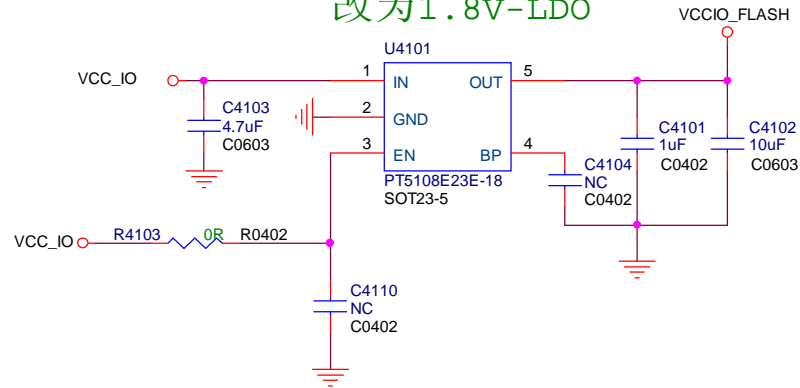 改为1.8V-LDO
VCCIO_FLASH
U4101
VCC_IO
1
IN
OUT
5
C4103
4.7uF
C0603
2
GND
3
EN
BP
4
C4101
1uF
C0402
C4102
10uF
C0603
C4104
NC
C0402
PT5108E23E-18
SOT23-5
VCC_IO
R4103
0R
R0402
C4110
NC
C0402